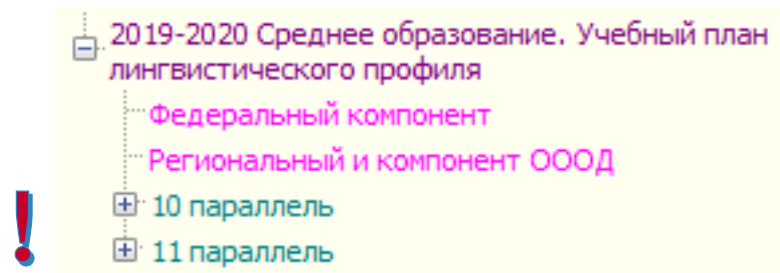 2019-2020 Среднее образование. Учебный план
лингвистического профиля
Федеральный компонент
Региональный и компонент ОООД
10 параллель
11 параллель